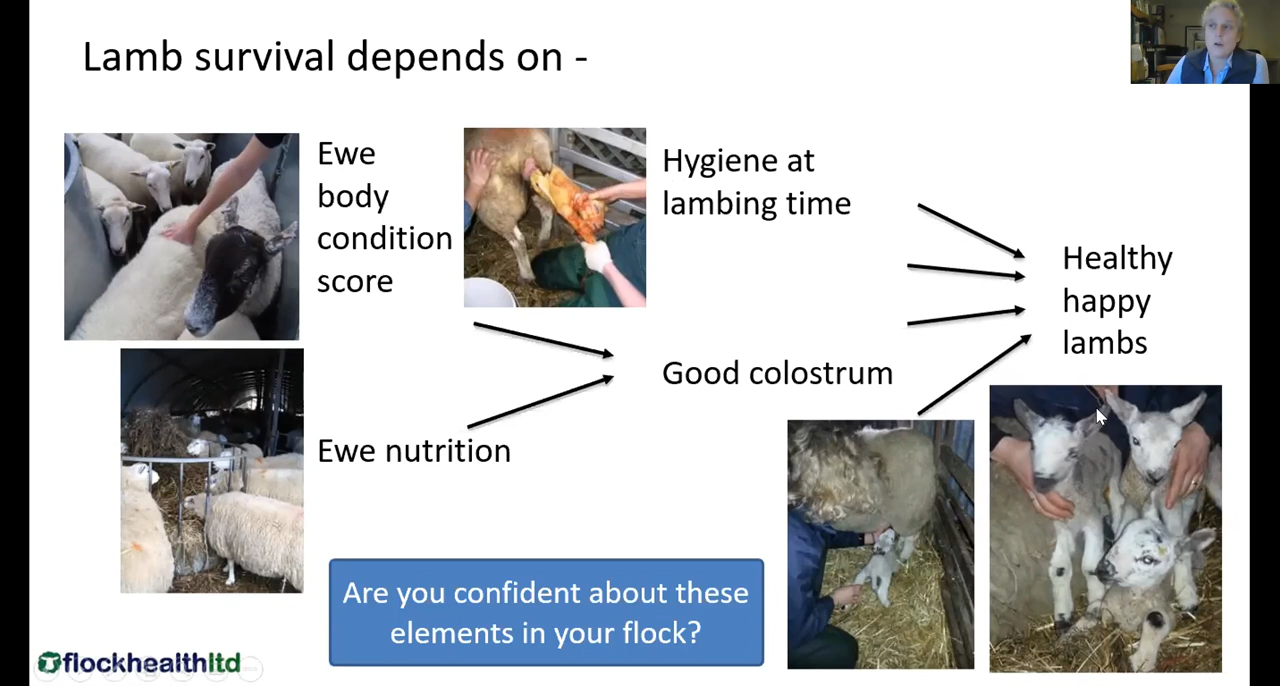 Lamb survival depends on -
Ewe
body
condition
score
Hygiene at
lambing time
Healthy
happy
lambs
Good colostrum
Ewe nutrition
Are you confident about these
elements in your flock?
flockhealthltd